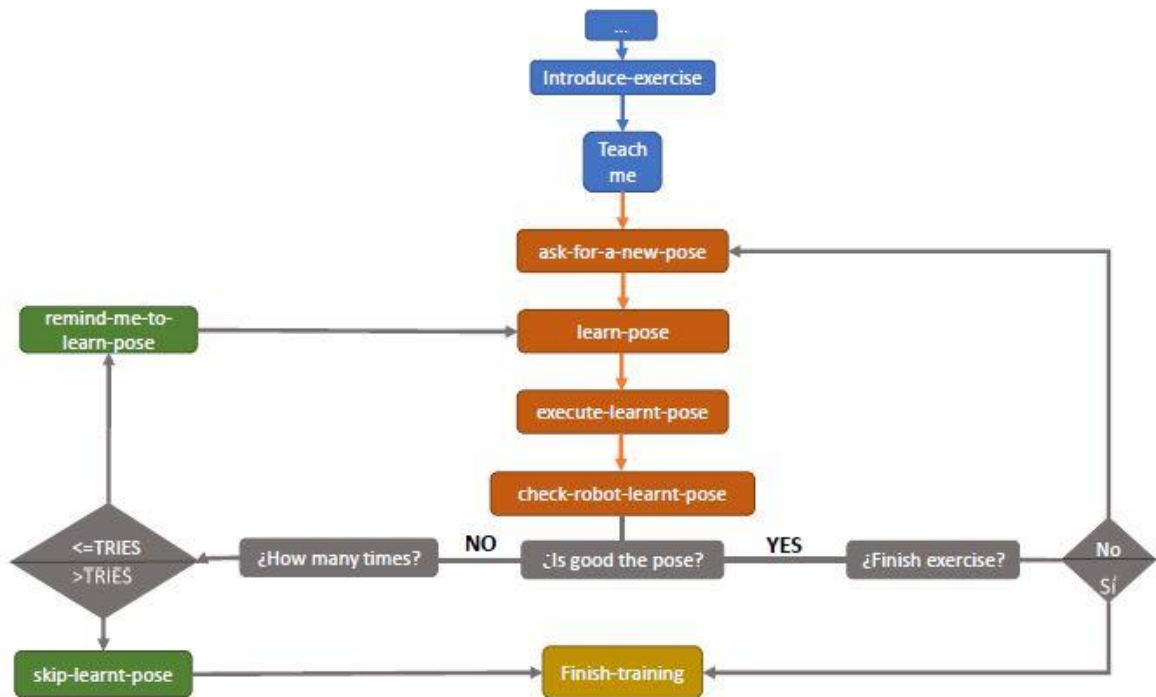 ...
Introduce-exercise
Teach
me
ask-for-a-new-pose
remind-me-to-
learn-pose
learn-pose
execute-learnt-pose
check-robot-learnt-pose
<=TRIES
>TRIES
¿How many times?
NO
¿Is good the pose?
YES
¿Finish exercise?
No
Sí
skip-learnt-pose
Finish-training